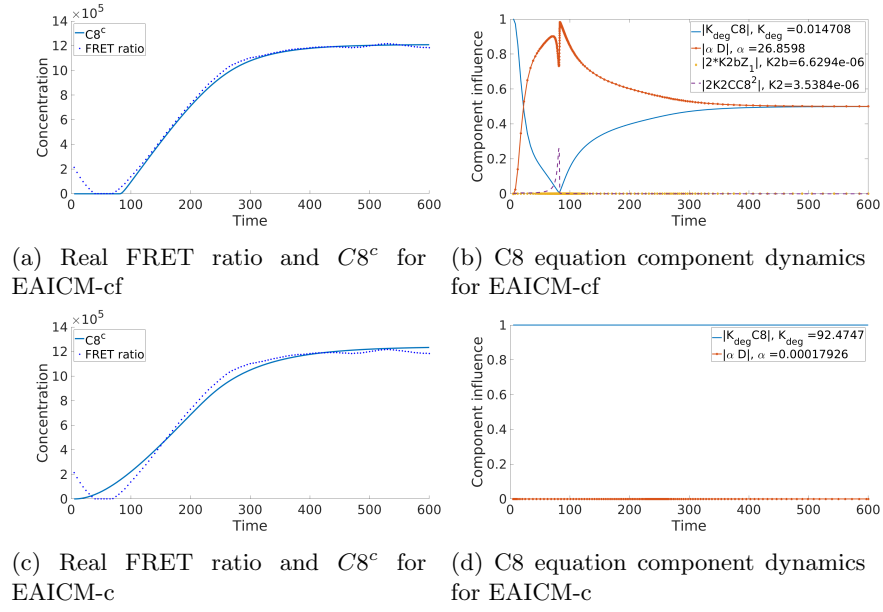 ×10^5
14
12
10
8
6
4
2
0
Concentration
C8^c
FRET ratio
0 100 200 300 400 500 600
Time
(a) Real FRET ratio and C8^c for
EAICM-cf
1
0.8
0.6
0.4
0.2
0
Component influence
|K_deg C8|, K_deg =0.014708
|α D|, α =26.8598
|2*K2bZ_1|, K2b=6.6294e-06
|2K2CC8^2|, K2=3.5384e-06
0 100 200 300 400 500 600
Time
(b) C8 equation component dynamics
for EAICM-cf
×10^5
14
12
10
8
6
4
2
0
Concentration
C8^c
FRET ratio
0 100 200 300 400 500 600
Time
(c) Real FRET ratio and C8^c for
EAICM-c
1
0.8
0.6
0.4
0.2
0
Component influence
|K_deg C8|, K_deg =92.4747
|α D|, α =0.00017926
0 100 200 300 400 500 600
Time
(d) C8 equation component dynamics
for EAICM-c